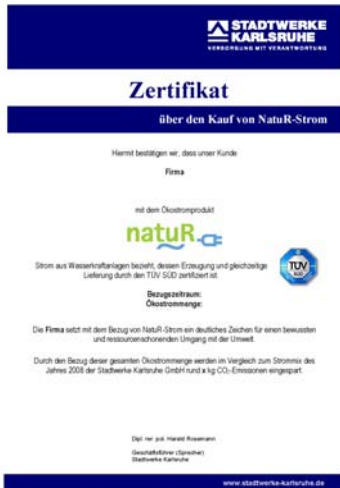 STADTWERKE
KARLSRUHE
VERSORGUNG MIT VERANTWORTUNG
Zertifikat
über den Kauf von NatuR-Strom
Hiermit bestätigen wir, dass unser Kunde
Firma
mit dem Ökostromprodukt
natuR.
Strom aus Wasserkraftanlagen bezieht, dessen Erzeugung und gleichzeitige
Lieferung durch den TÜV SÜD zertifiziert ist.
TÜV
SÜD
Bezugszeitraum:
Ökostrommenge:
Die Firma setzt mit dem Bezug von NatuR-Strom ein deutliches Zeichen für einen bewussten
und ressourcenschonenden Umgang mit der Umwelt.
Durch den Bezug dieser gesamten Ökostrommenge werden im Vergleich zum Strommix des
Jahres 2008 der Stadtwerke Karlsruhe GmbH rund x kg CO₂-Emissionen eingespart.
Dipl. rer. pol. Harald Rosemann
Geschäftsführer (Sprecher)
Stadtwerke Karlsruhe
www.stadtwerke-karlsruhe.de